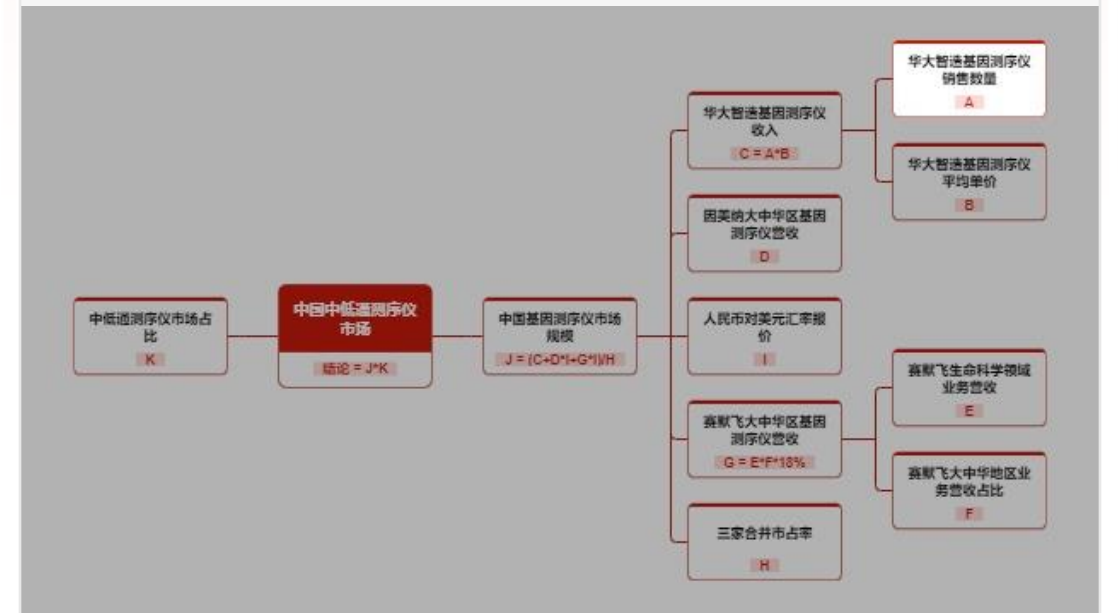 华大智造基因测序仪
销售数量
A
华大智造基因测序仪
收入
C = A*B
华大智造基因测序仪
平均单价
B
因美纳大中华区基因
测序仪营收
D
中低通测序仪市场占
比
K
中国中低通测序仪
市场
结论 = J*K
中国基因测序仪市场
规模
J = (C+D*I+G*I)/H
人民币对美元汇率报
价
I
赛默飞生命科学领域
业务营收
E
赛默飞大中华区基因
测序仪营收
G = E*F*18%
赛默飞大中华地区业
务营收占比
F
三家合并市占率
H